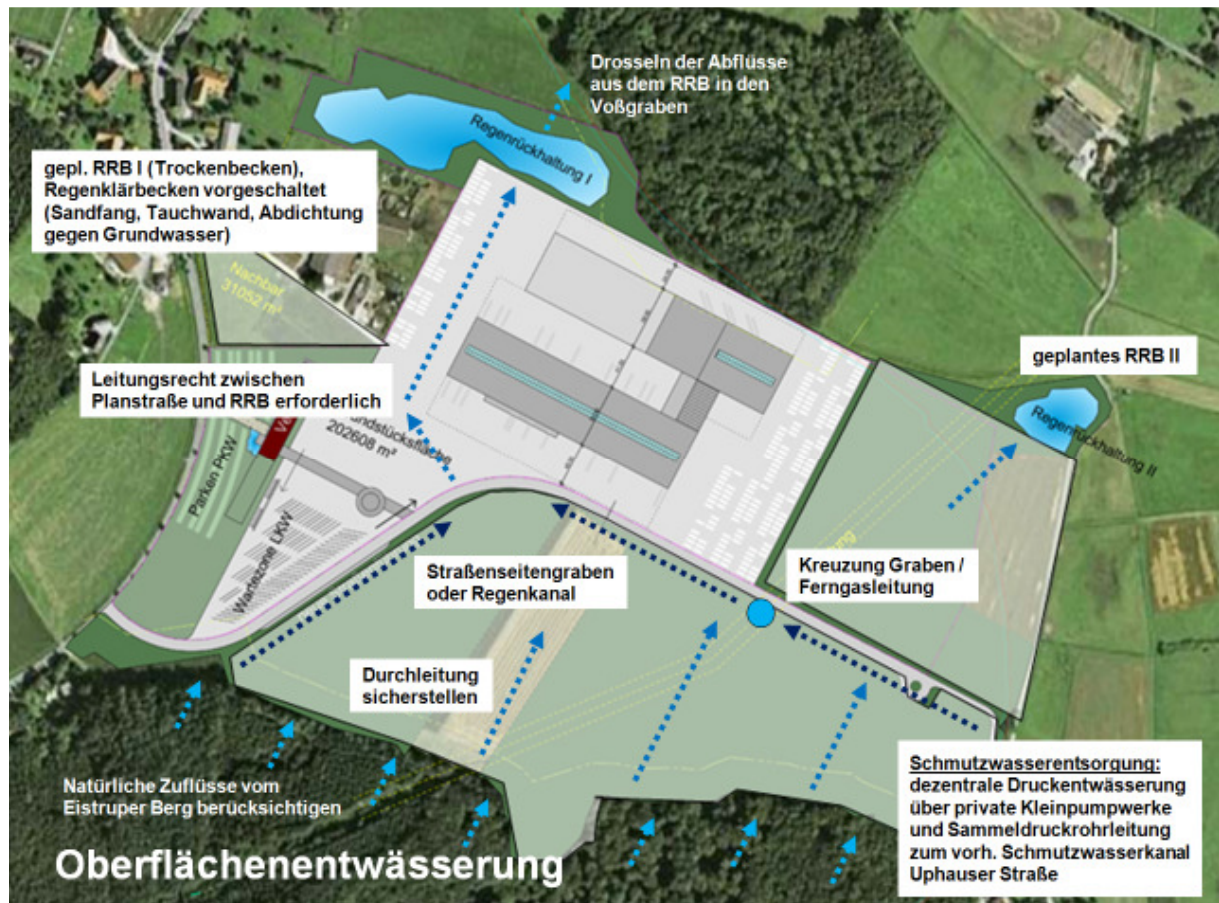 Drosseln der Abflüsse
aus dem RRB in den
Voßgraben
Regenrückhaltung I
gepl. RRB I (Trockenbecken),
Regenklärbecken vorgeschaltet
(Sandfang, Tauchwand, Abdichtung
gegen Grundwasser)
Nachbar
31052 m²
geplantes RRB II
Regenrückhaltung II
Leitungsrecht zwischen
Planstraße und RRB erforderlich
202608 m²
Parken PKW
Wartezone LKW
Straßenseitengraben
oder Regenkanal
Kreuzung Graben /
Ferngasleitung
Durchleitung
sicherstellen
Natürliche Zuflüsse vom
Eistruper Berg berücksichtigen
Oberflächenentwässerung
Schmutzwasserentsorgung:
dezentrale Druckentwässerung
über private Kleinpumpwerke
und Sammeldruckrohrleitung
zum vorh. Schmutzwasserkanal
Uphauser Straße